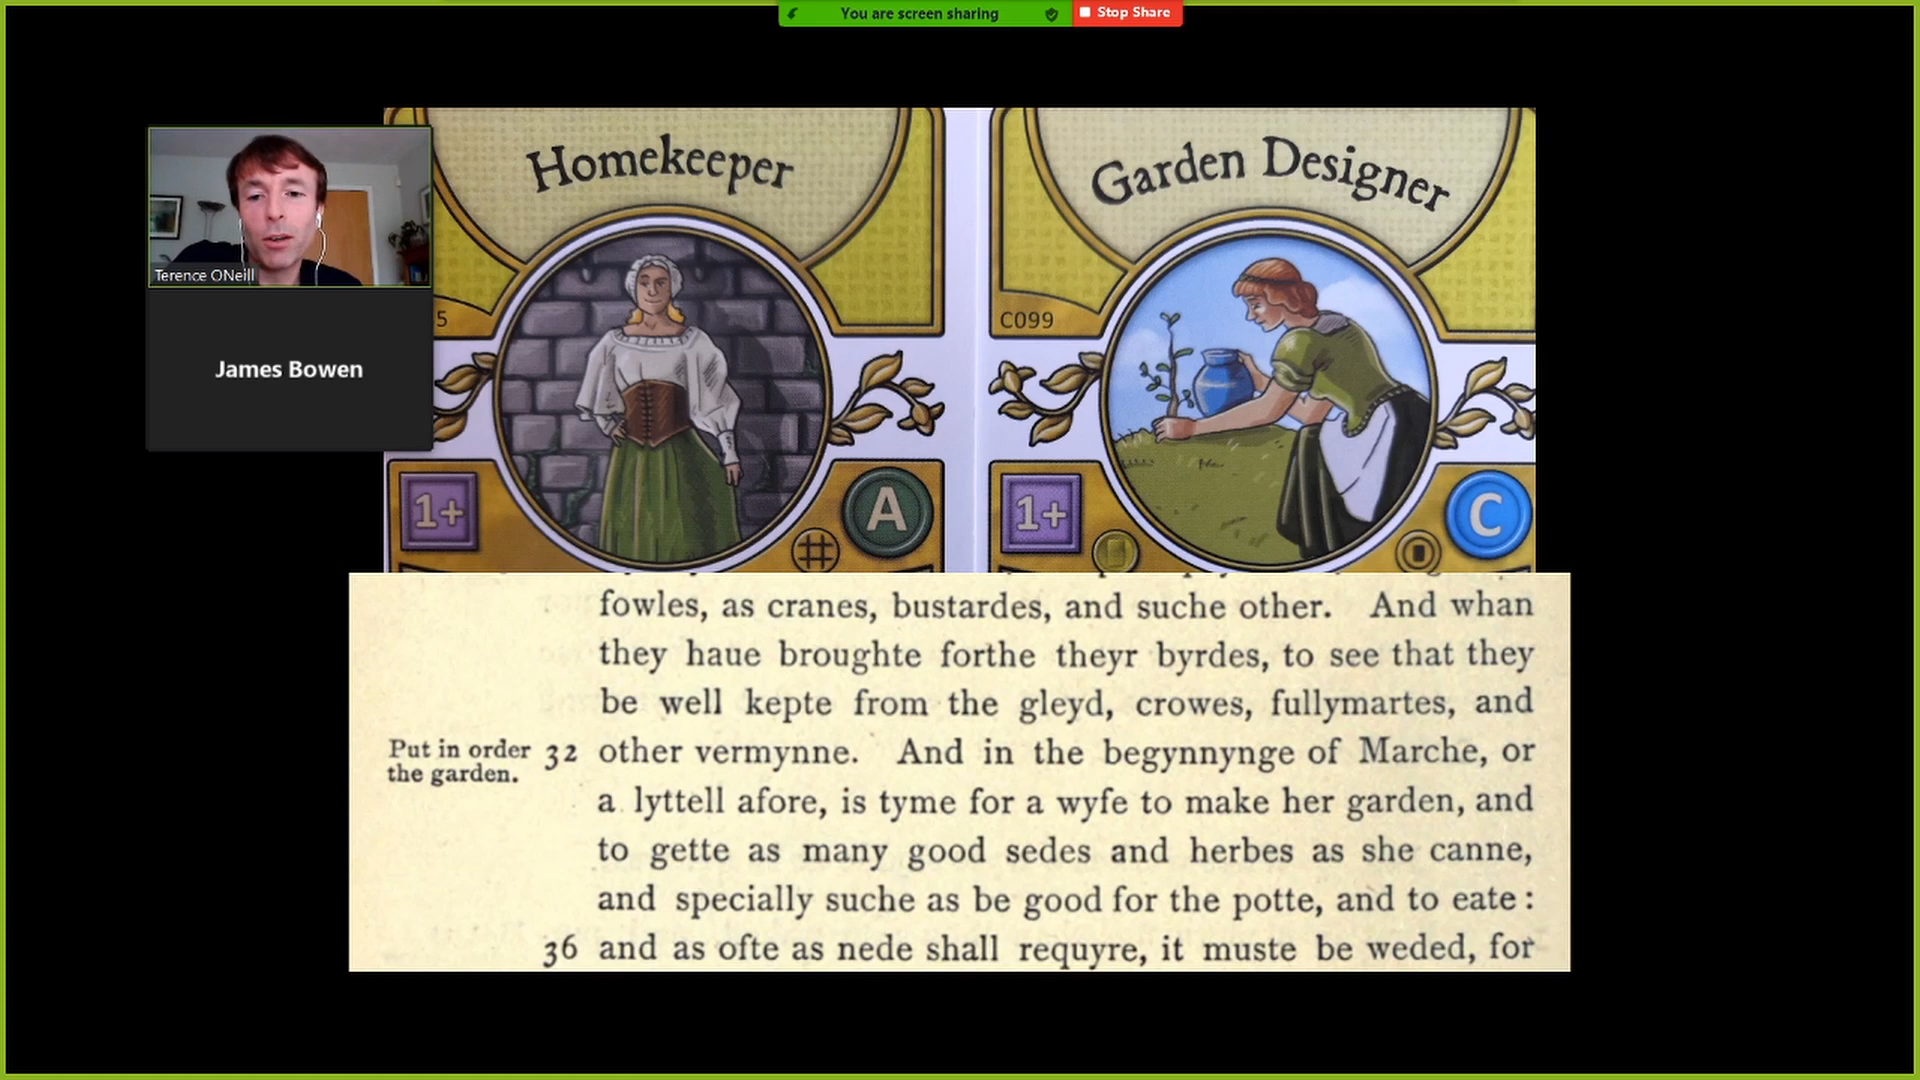 You are screen sharing
Stop Share
Terence ONeill
James Bowen
Homekeeper
5
1+
A
Garden Designer
C099
1+
C
fowles, as cranes, bustardes, and suche other. And whan
they haue broughte forthe theyr byrdes, to see that they
be well kepte from the gleyd, crowes, fullymartes, and
Put in order
the garden.
32 other vermynne. And in the begynnynge of Marche, or
a lyttell afore, is tyme for a wyfe to make her garden, and
to gette as many good sedes and herbes as she canne,
and specially suche as be good for the potte, and to eate :
36 and as ofte as nede shall requyre, it muste be weded, for